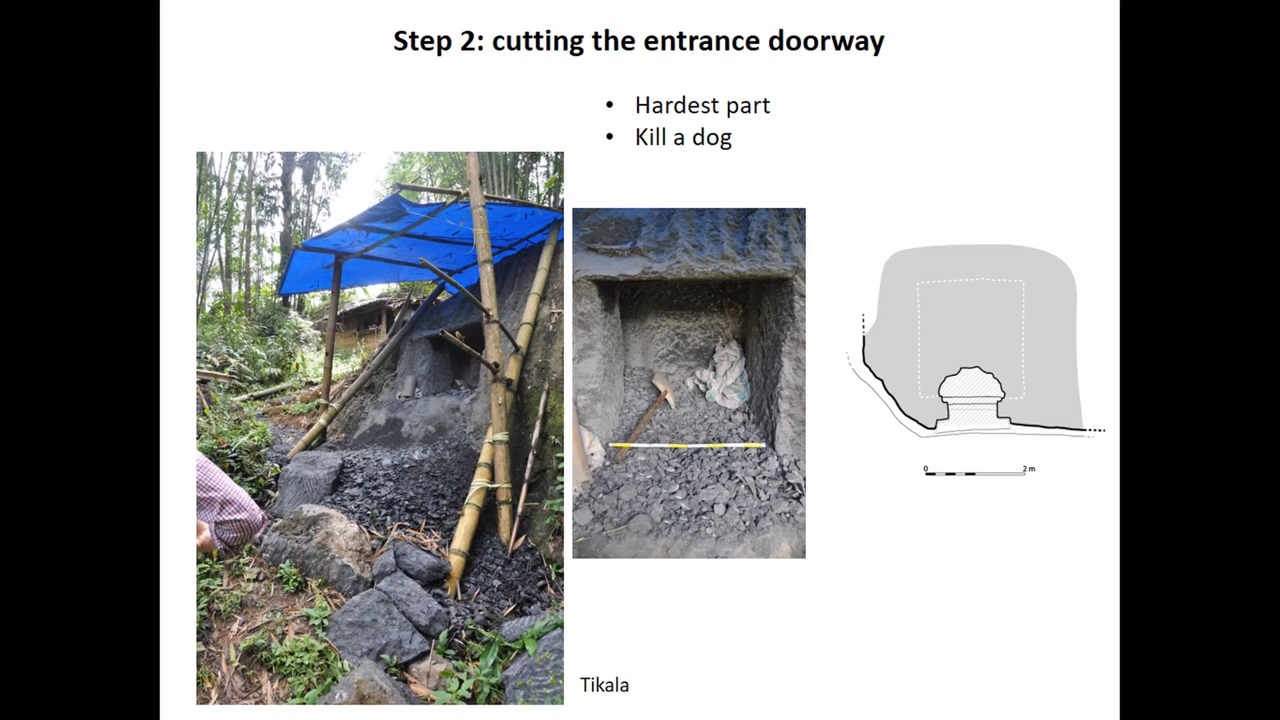 Step 2: cutting the entrance doorway
• Hardest part
• Kill a dog
0 2 m
Tikala